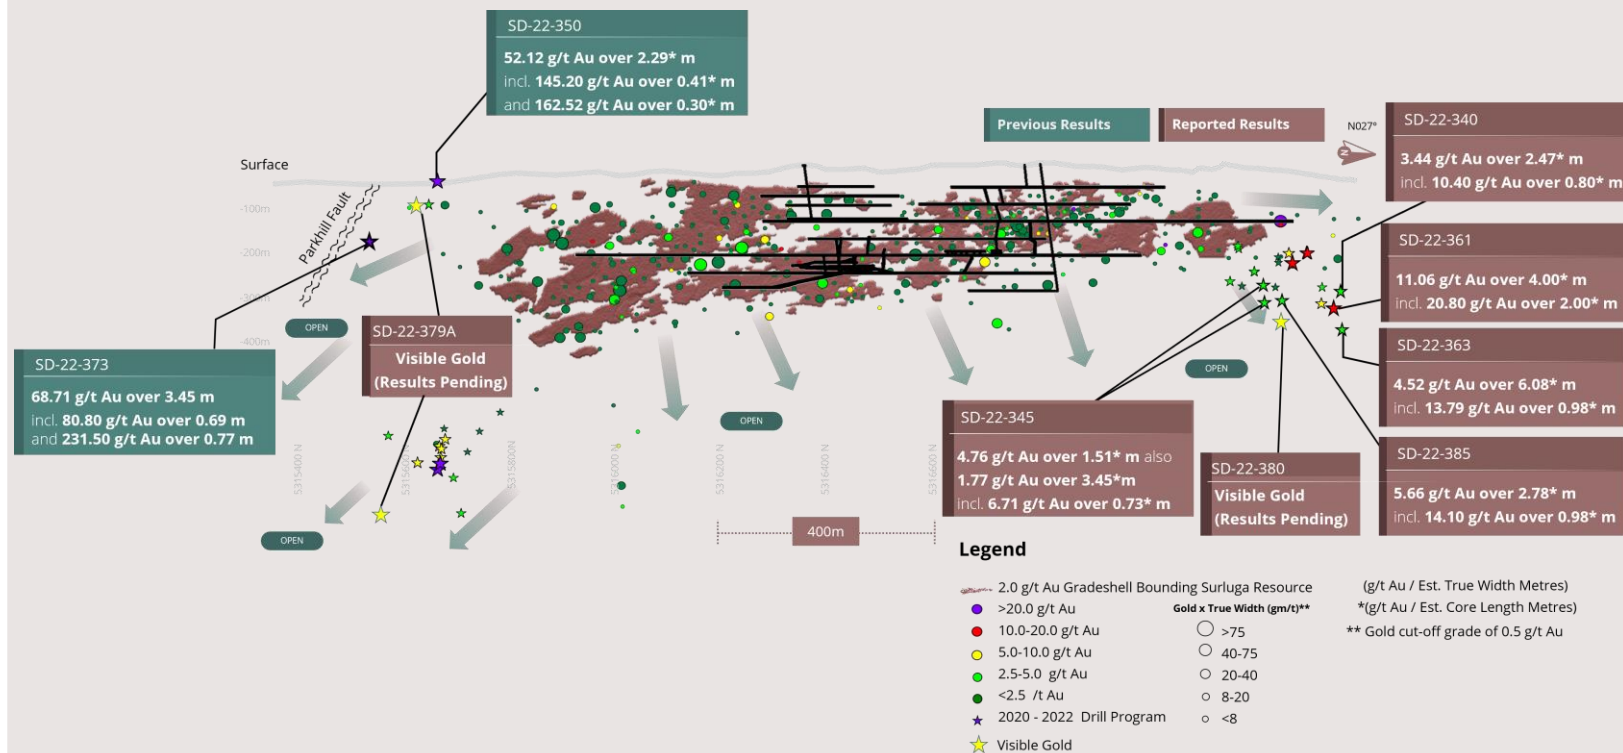 SD-22-350
52.12 g/t Au over 2.29* m
incl. 145.20 g/t Au over 0.41* m
and 162.52 g/t Au over 0.30* m
Previous Results
Reported Results
N027°
N
SD-22-340
3.44 g/t Au over 2.47* m
incl. 10.40 g/t Au over 0.80* m
Surface
-100m
-200m
-300m
-400m
Parkhill Fault
SD-22-361
11.06 g/t Au over 4.00* m
incl. 20.80 g/t Au over 2.00* m
OPEN
SD-22-379A
Visible Gold
(Results Pending)
SD-22-363
4.52 g/t Au over 6.08* m
incl. 13.79 g/t Au over 0.98* m
SD-22-373
68.71 g/t Au over 3.45 m
incl. 80.80 g/t Au over 0.69 m
and 231.50 g/t Au over 0.77 m
OPEN
OPEN
SD-22-345
4.76 g/t Au over 1.51* m also
1.77 g/t Au over 3.45*m
incl. 6.71 g/t Au over 0.73* m
SD-22-380
Visible Gold
(Results Pending)
SD-22-385
5.66 g/t Au over 2.78* m
incl. 14.10 g/t Au over 0.98* m
5315400 N
5315600N
5315800N
5316000 N
5316200 N
5316400 N
5316600 N
OPEN
400m
Legend
2.0 g/t Au Gradeshell Bounding Surluga Resource
>20.0 g/t Au
10.0-20.0 g/t Au
5.0-10.0 g/t Au
2.5-5.0 g/t Au
<2.5 /t Au
2020 - 2022 Drill Program
Visible Gold
Gold x True Width (gm/t)**
>75
40-75
20-40
8-20
<8
(g/t Au / Est. True Width Metres)
*(g/t Au / Est. Core Length Metres)
** Gold cut-off grade of 0.5 g/t Au